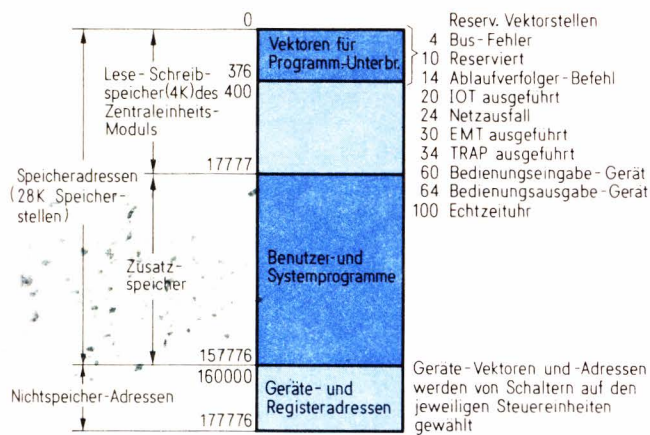 0
Vektoren für
Programm-Unterbr.
376
400
Lese-Schreib-
speicher(4K)des
Zentraleinheits-
Moduls
17777
Speicheradressen
(28K Speicher-
stellen)
Zusatz-
speicher
Benutzer-und
Systemprogramme
157776
160000
Nichtspeicher-Adressen
Geräte- und
Registeradressen
177776
Reserv. Vektorstellen
4 Bus-Fehler
10 Reserviert
14 Ablaufverfolger-Befehl
20 IOT ausgeführt
24 Netzausfall
30 EMT ausgeführt
34 TRAP ausgeführt
60 Bedienungseingabe-Gerät
64 Bedienungsausgabe-Gerät
100 Echtzeituhr
Geräte-Vektoren und -Adressen
werden von Schaltern auf den
jeweiligen Steuereinheiten
gewählt